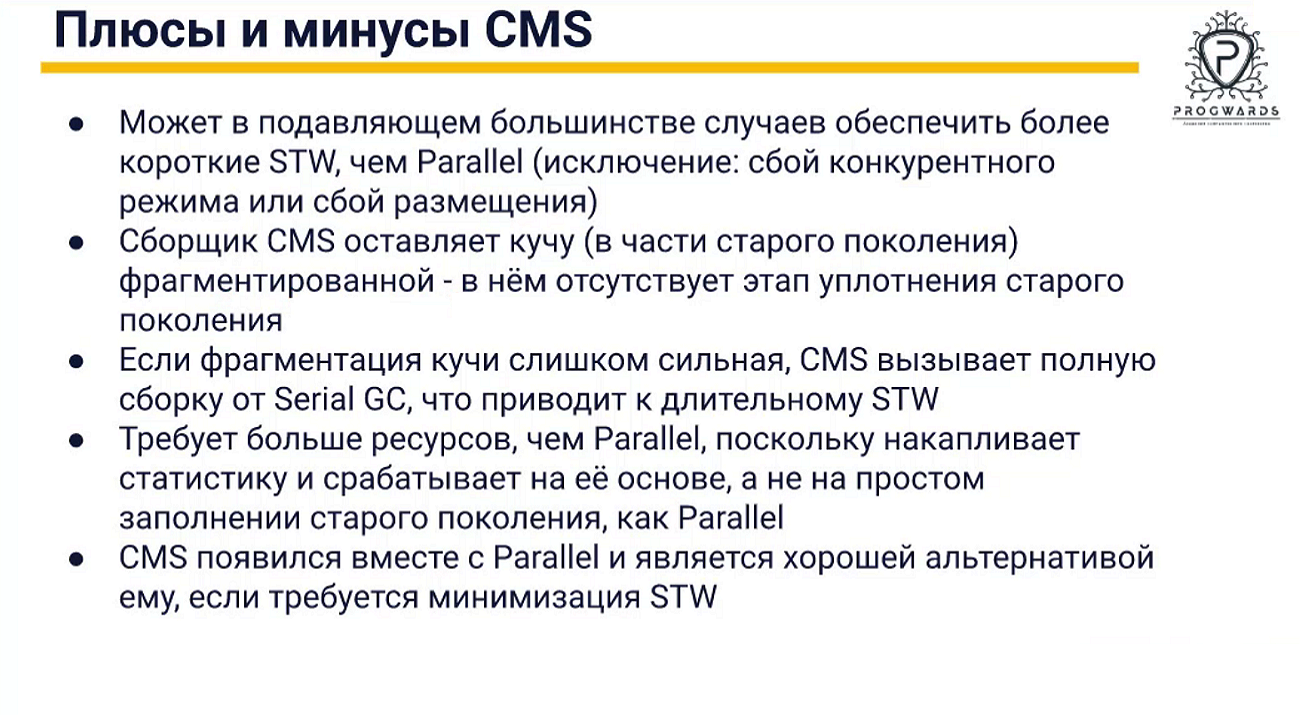 Плюсы и минусы CMS
PROGWARDS
● Может в подавляющем большинстве случаев обеспечить более
короткие STW, чем Parallel (исключение: сбой конкурентного
режима или сбой размещения)
● Сборщик CMS оставляет кучу (в части старого поколения)
фрагментированной - в нём отсутствует этап уплотнения старого
поколения
● Если фрагментация кучи слишком сильная, CMS вызывает полную
сборку от Serial GC, что приводит к длительному STW
● Требует больше ресурсов, чем Parallel, поскольку накапливает
статистику и срабатывает на её основе, а не на простом
заполнении старого поколения, как Parallel
● CMS появился вместе с Parallel и является хорошей альтернативой
ему, если требуется минимизация STW